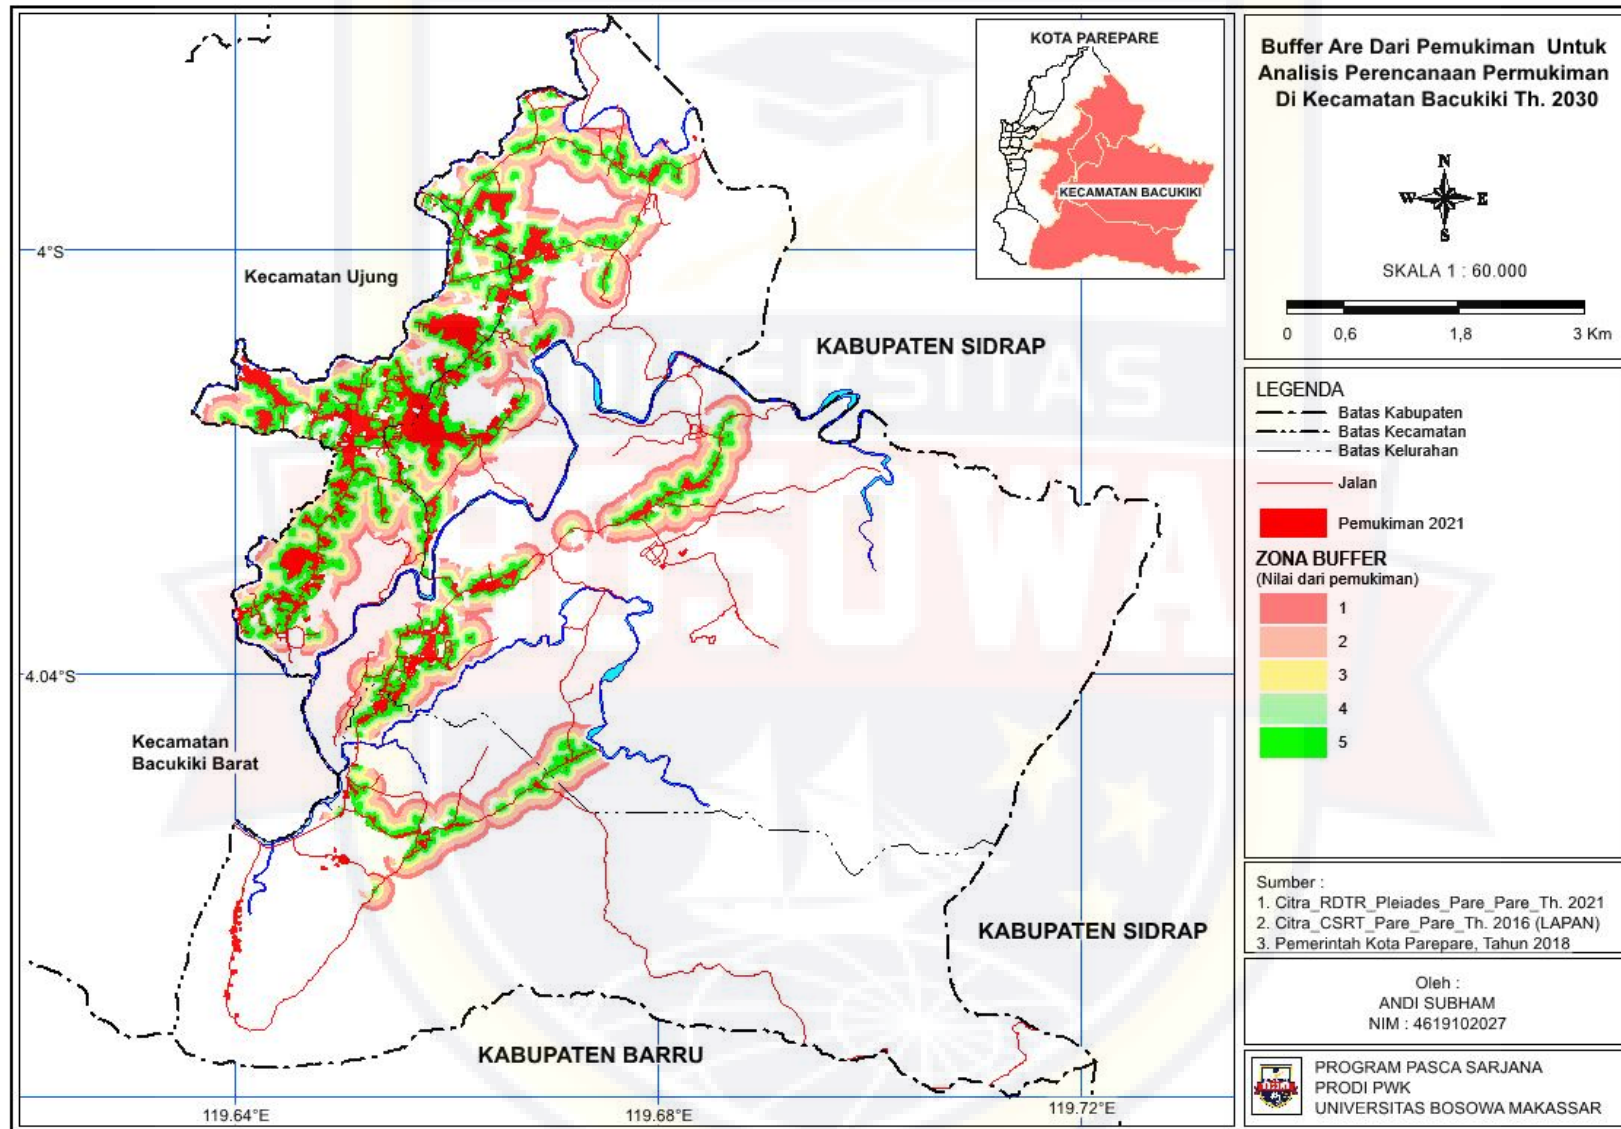 KOTA PAREPARE
KECAMATAN BACUKIKI
4°S
Kecamatan Ujung
KABUPATEN SIDRAP
4.04°S
Kecamatan
Bacukiki Barat
KABUPATEN SIDRAP
KABUPATEN BARRU
119.64°E
119.68°E
119.72°E
UNIVERSITAS
BOSOWA
Buffer Are Dari Pemukiman Untuk
Analisis Perencanaan Permukiman
Di Kecamatan Bacukiki Th. 2030
N
W
E
S
SKALA 1 : 60.000
0 0,6 1,8 3 Km
LEGENDA
Batas Kabupaten
Batas Kecamatan
Batas Kelurahan
Jalan
Pemukiman 2021
ZONA BUFFER
(Nilai dari pemukiman)
1
2
3
4
5
Sumber :
1. Citra_RDTR_Pleiades_Pare_Pare_Th. 2021
2. Citra_CSRT_Pare_Pare_Th. 2016 (LAPAN)
3. Pemerintah Kota Parepare, Tahun 2018
Oleh :
ANDI SUBHAM
NIM : 4619102027
PROGRAM PASCA SARJANA
PRODI PWK
UNIVERSITAS BOSOWA MAKASSAR